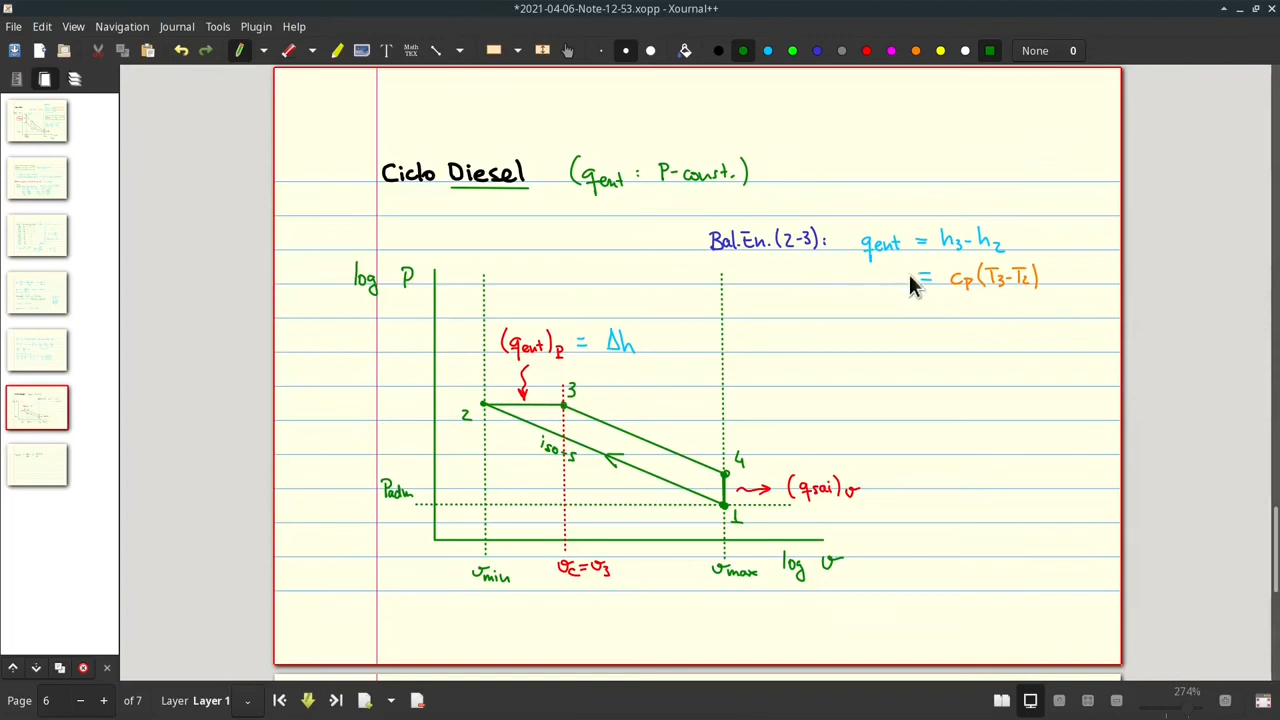 *2021-04-06-Note-12-53.xopp - Xournal++
File Edit View Navigation Journal Tools Plugin Help
None 0
Ciclo Diesel (qent : P-const.)
Bal.En.(2-3): qent = h3-h2
= cp(T3-T2)
log P
(qent)P = Δh
3
2
iso-s
4
Padm
(qsai)v
1
vmin
vc=v3
vmax
log v
Page 6 of 7 Layer Layer 1
274%